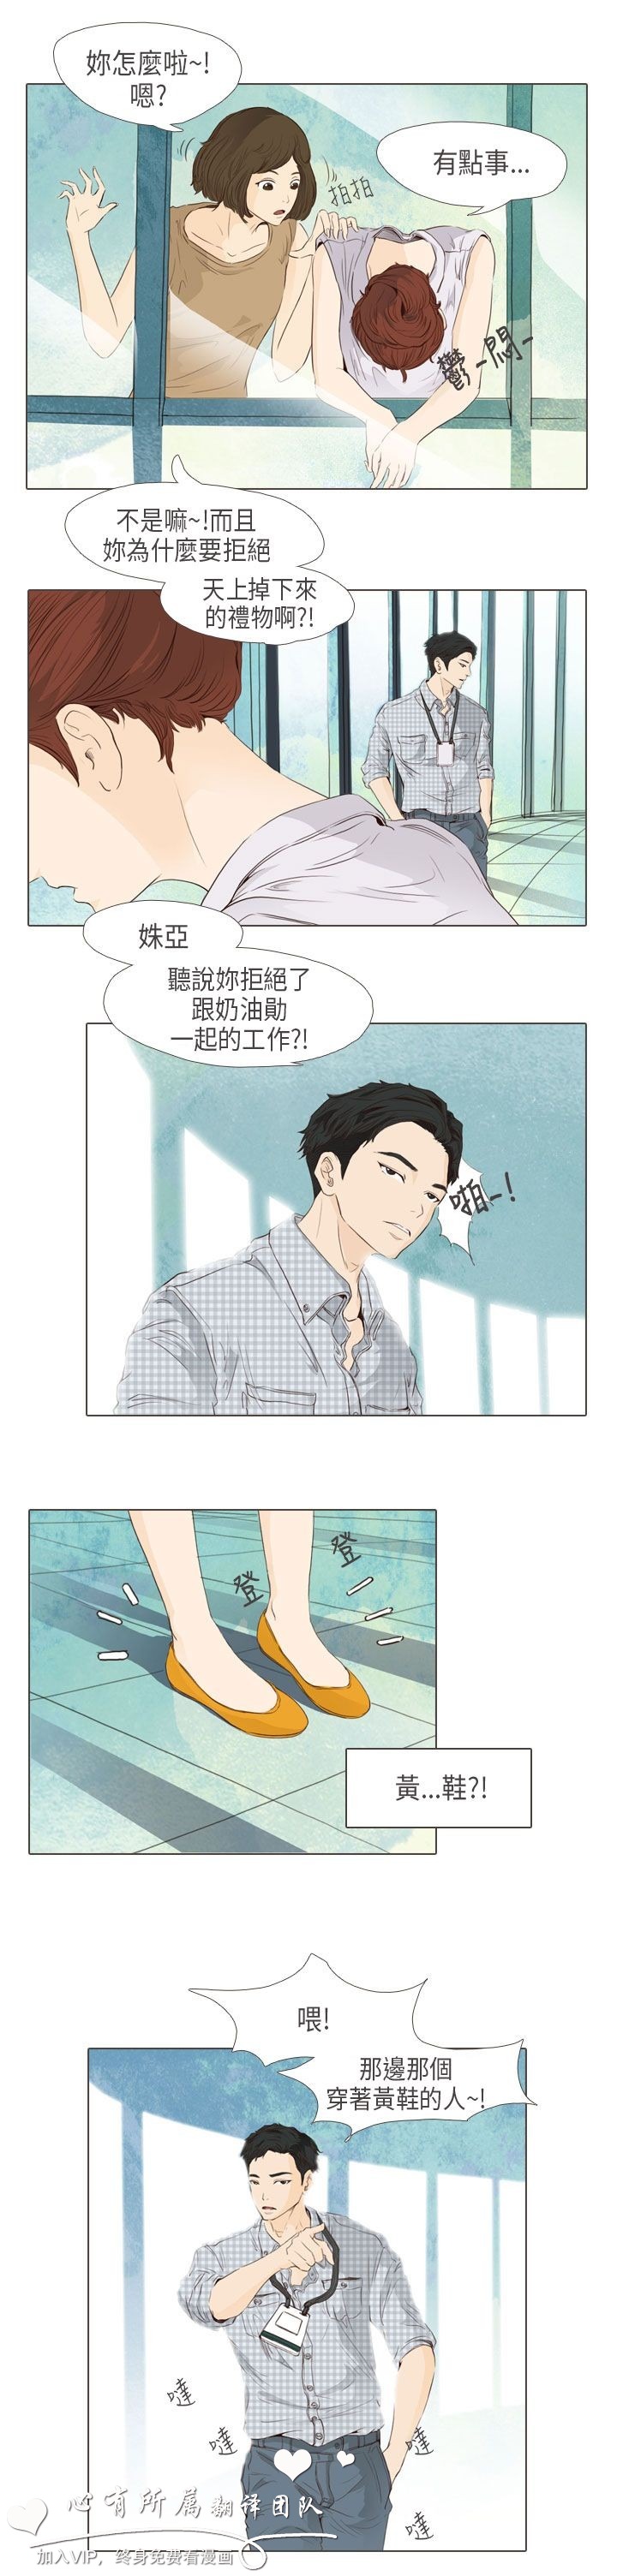 妳怎麼啦~!
嗯?
有點事...
拍拍
鬱-悶-
不是嘛~!而且
妳為什麼要拒絕
天上掉下來
的禮物啊?!
姝亞
聽說妳拒絕了
跟奶油勛
一起的工作?!
啪-!
登
登
黃...鞋?!
喂!
那邊那個
穿著黃鞋的人~!
噠
噠
噠
噠
心有所属翻译团队
加入VIP，终身免费看漫画